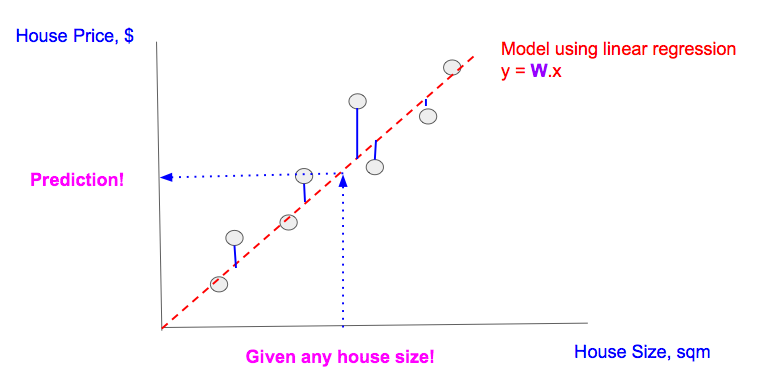 House Price, $
Model using linear regression
y = W.x
Prediction!
Given any house size!
House Size, sqm